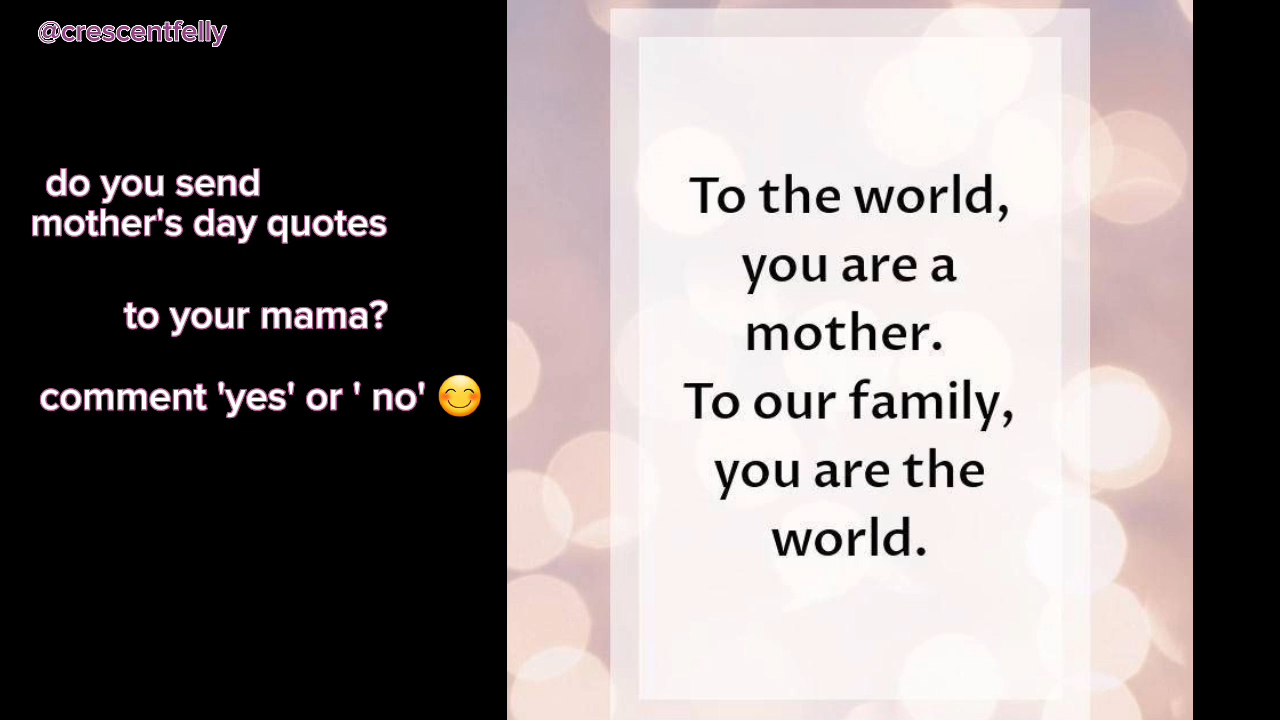 @crescentfelly
do you send
mother's day quotes
to your mama?
comment 'yes' or ' no' 😊
To the world,
you are a
mother.
To our family,
you are the
world.